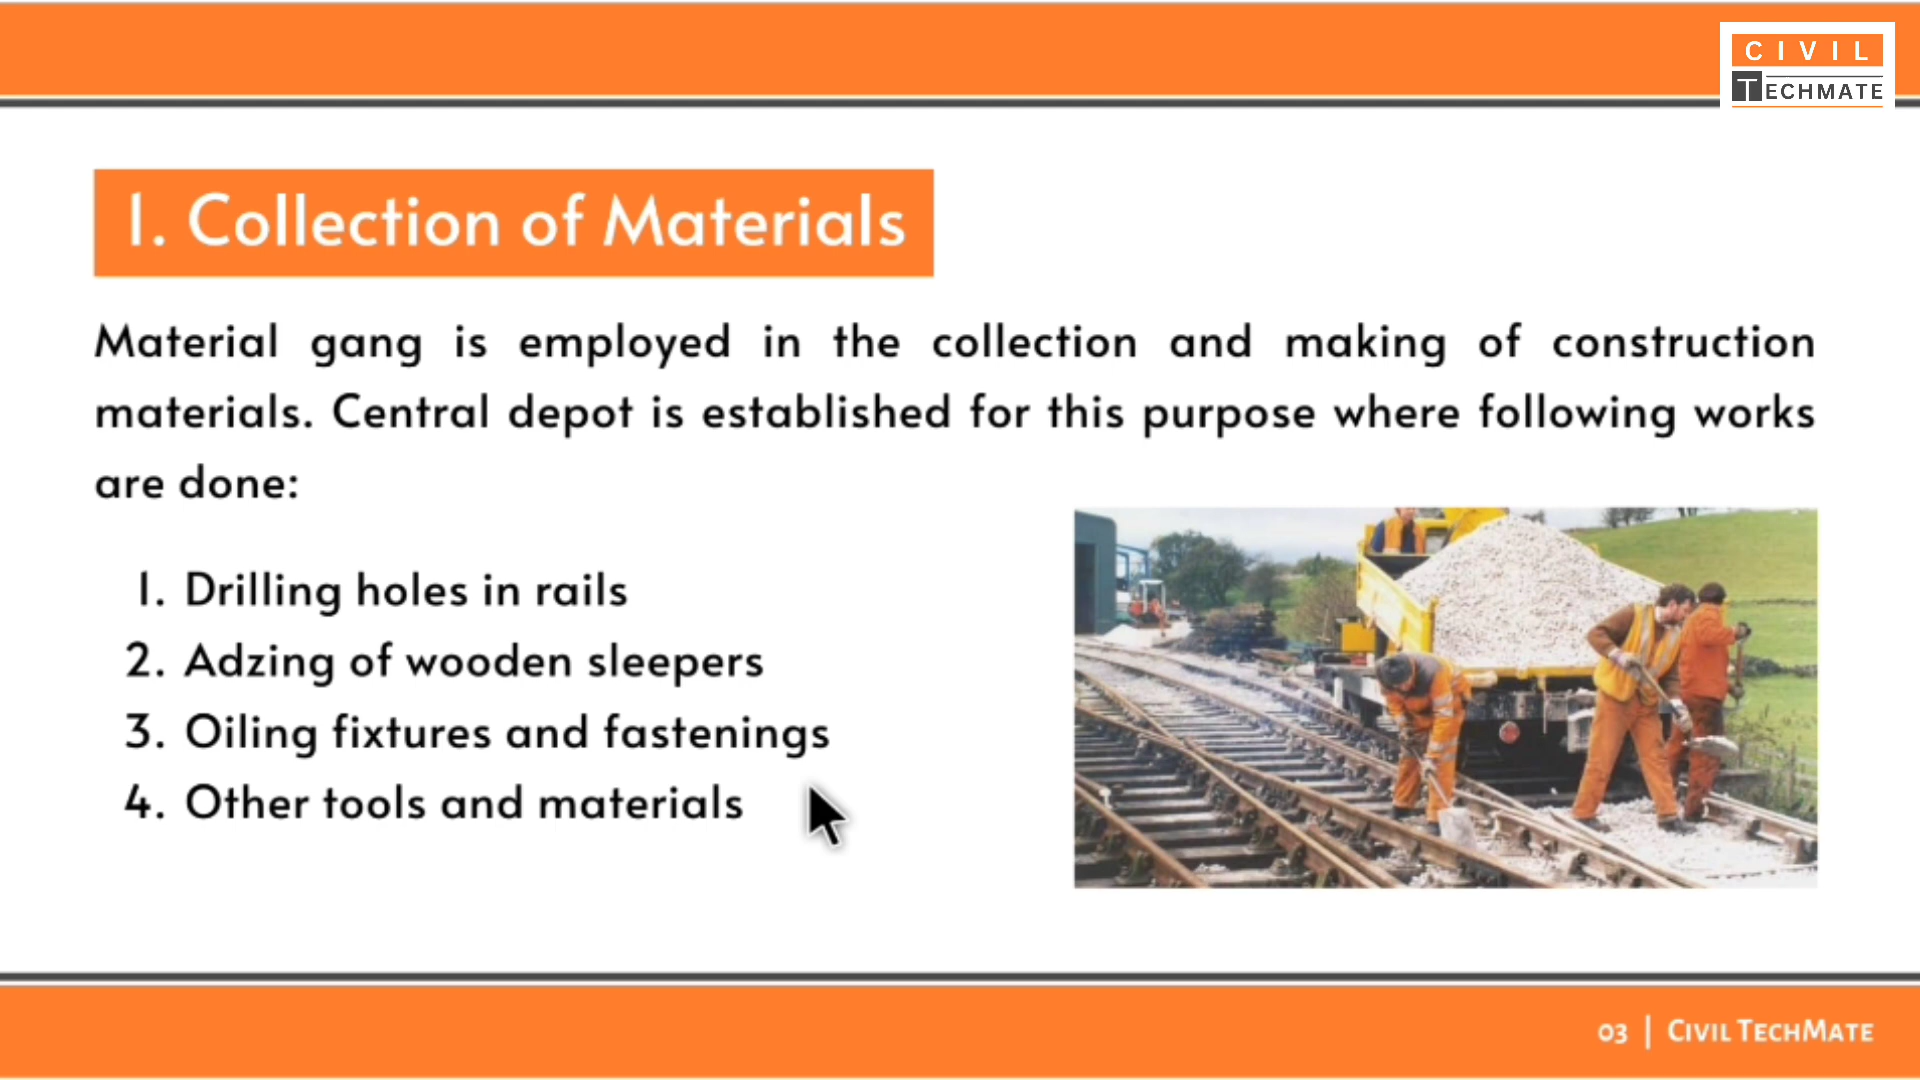 CIVIL
TECHMATE
1. Collection of Materials
Material gang is employed in the collection and making of construction
materials. Central depot is established for this purpose where following works
are done:
1. Drilling holes in rails
2. Adzing of wooden sleepers
3. Oiling fixtures and fastenings
4. Other tools and materials
03 | CIVIL TECHMATE